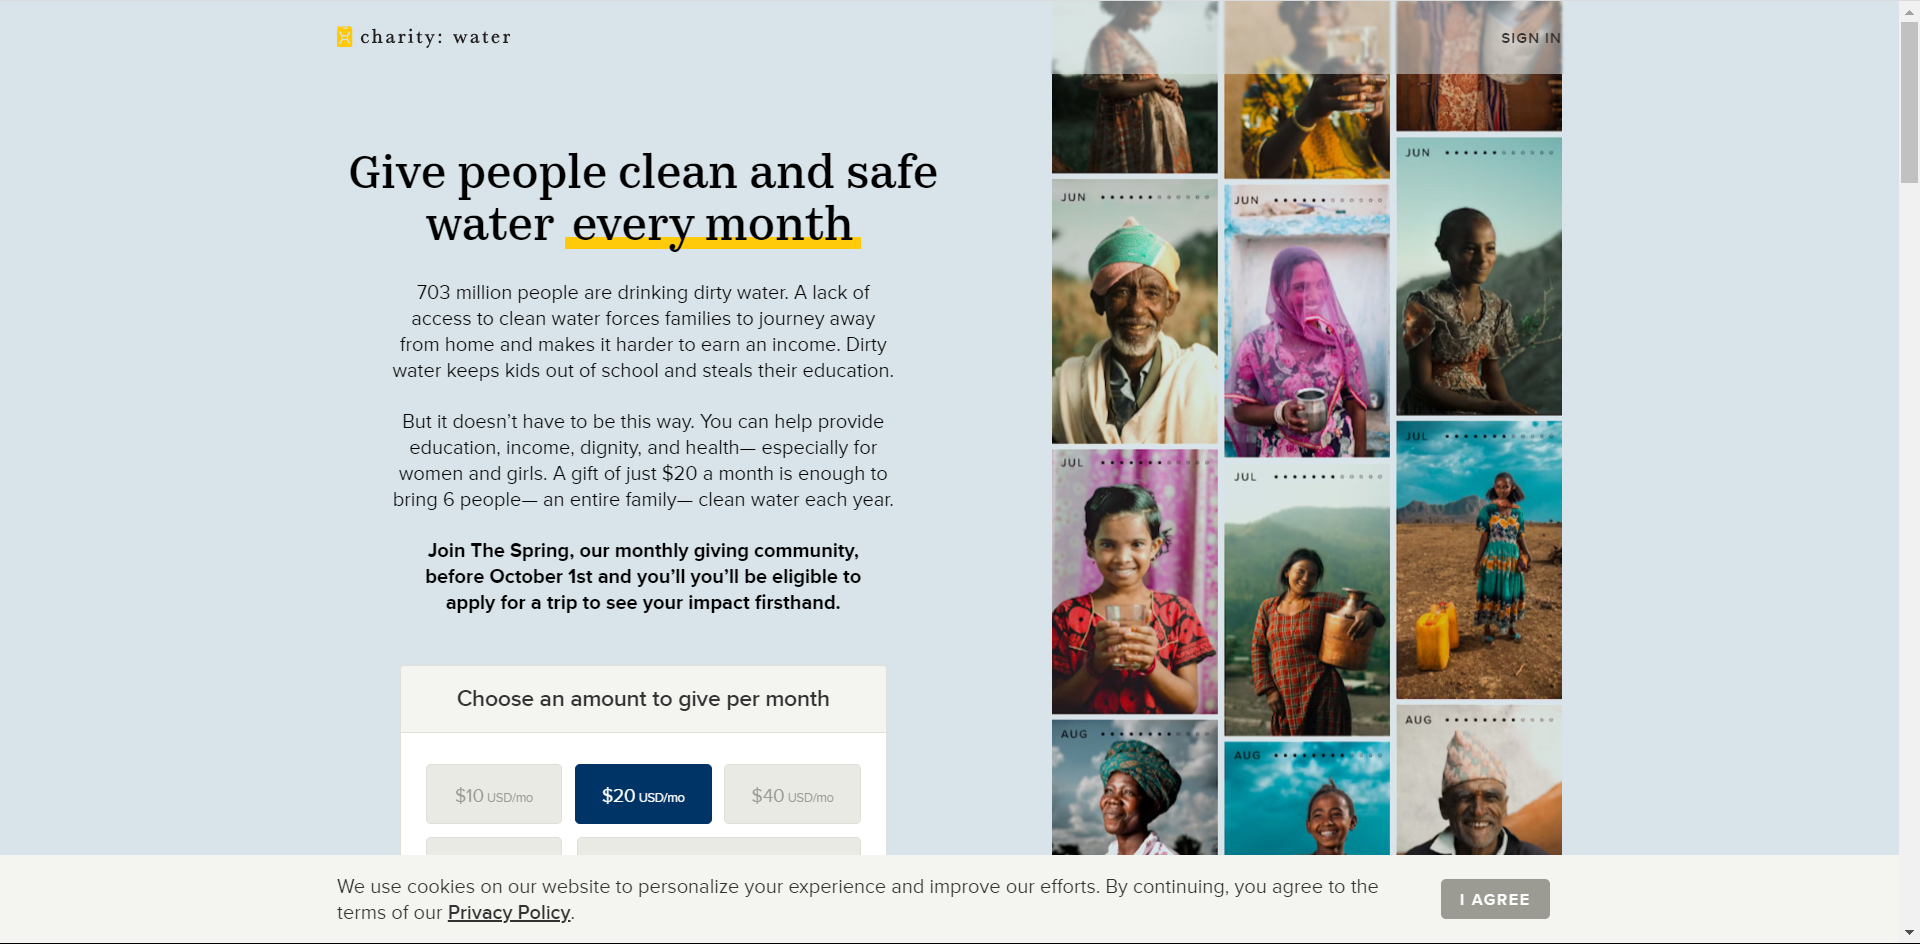 charity: water
SIGN IN
Give people clean and safe
water every month
703 million people are drinking dirty water. A lack of
access to clean water forces families to journey away
from home and makes it harder to earn an income. Dirty
water keeps kids out of school and steals their education.
But it doesn’t have to be this way. You can help provide
education, income, dignity, and health— especially for
women and girls. A gift of just $20 a month is enough to
bring 6 people— an entire family— clean water each year.
Join The Spring, our monthly giving community,
before October 1st and you’ll you’ll be eligible to
apply for a trip to see your impact firsthand.
Choose an amount to give per month
$10 USD/mo
$20 USD/mo
$40 USD/mo
JUN
JUL
AUG
JUN
JUL
AUG
JUN
JUL
AUG
We use cookies on our website to personalize your experience and improve our efforts. By continuing, you agree to the
terms of our Privacy Policy.
I AGREE